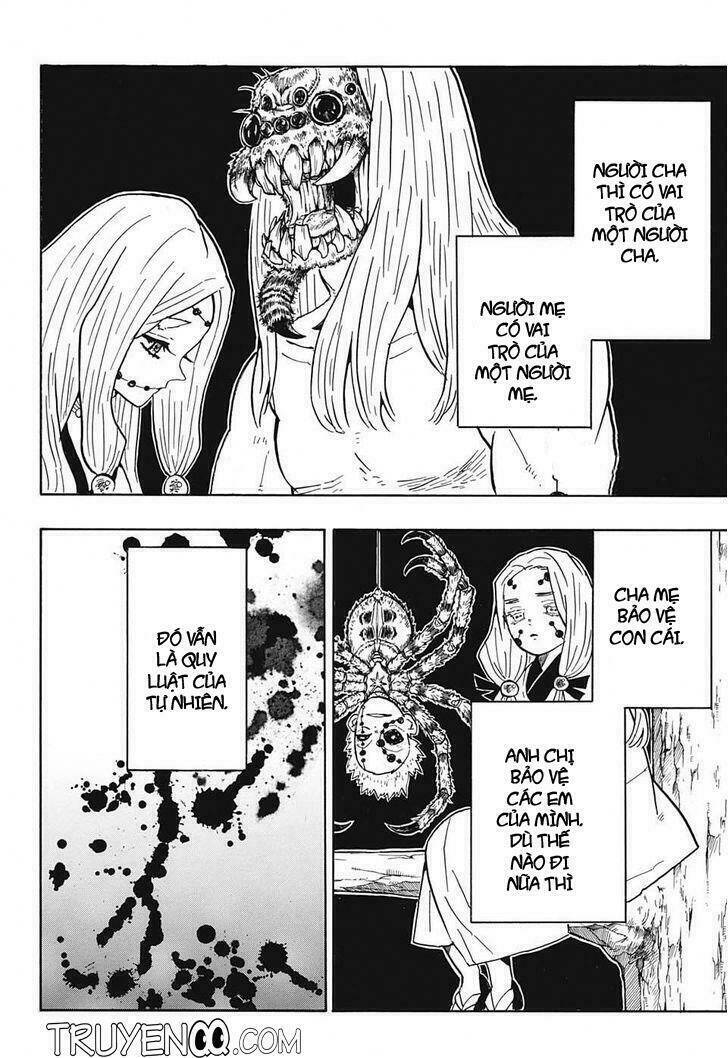 NGƯỜI CHA
THÌ CÓ VAI
TRÒ CỦA
MỘT NGƯỜI
CHA.
NGƯỜI MẸ
CÓ VAI
TRÒ CỦA
MỘT NGƯỜI
MẸ.
CHA MẸ
BẢO VỆ
CON CÁI.
ANH CHỊ
BẢO VỆ
CÁC EM
CỦA MÌNH.
DÙ THẾ
NÀO ĐI
NỮA THÌ
ĐÓ VẪN
LÀ QUY
LUẬT CỦA
TỰ NHIÊN.
TRUYENQQ.COM